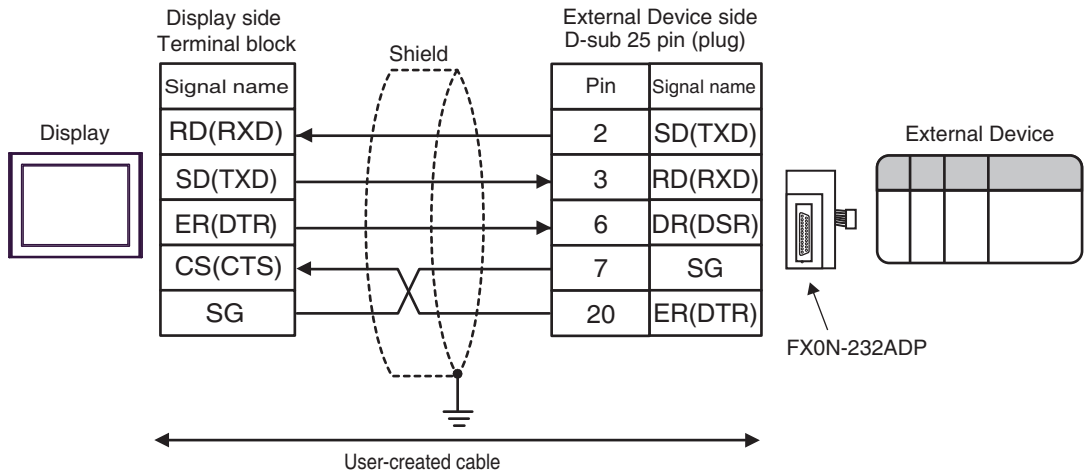 Display side
Terminal block
External Device side
D-sub 25 pin (plug)
Shield
Signal name
Pin
Signal name
RD(RXD)
2
SD(TXD)
SD(TXD)
3
RD(RXD)
ER(DTR)
6
DR(DSR)
CS(CTS)
7
SG
SG
20
ER(DTR)
Display
External Device
FX0N-232ADP
User-created cable